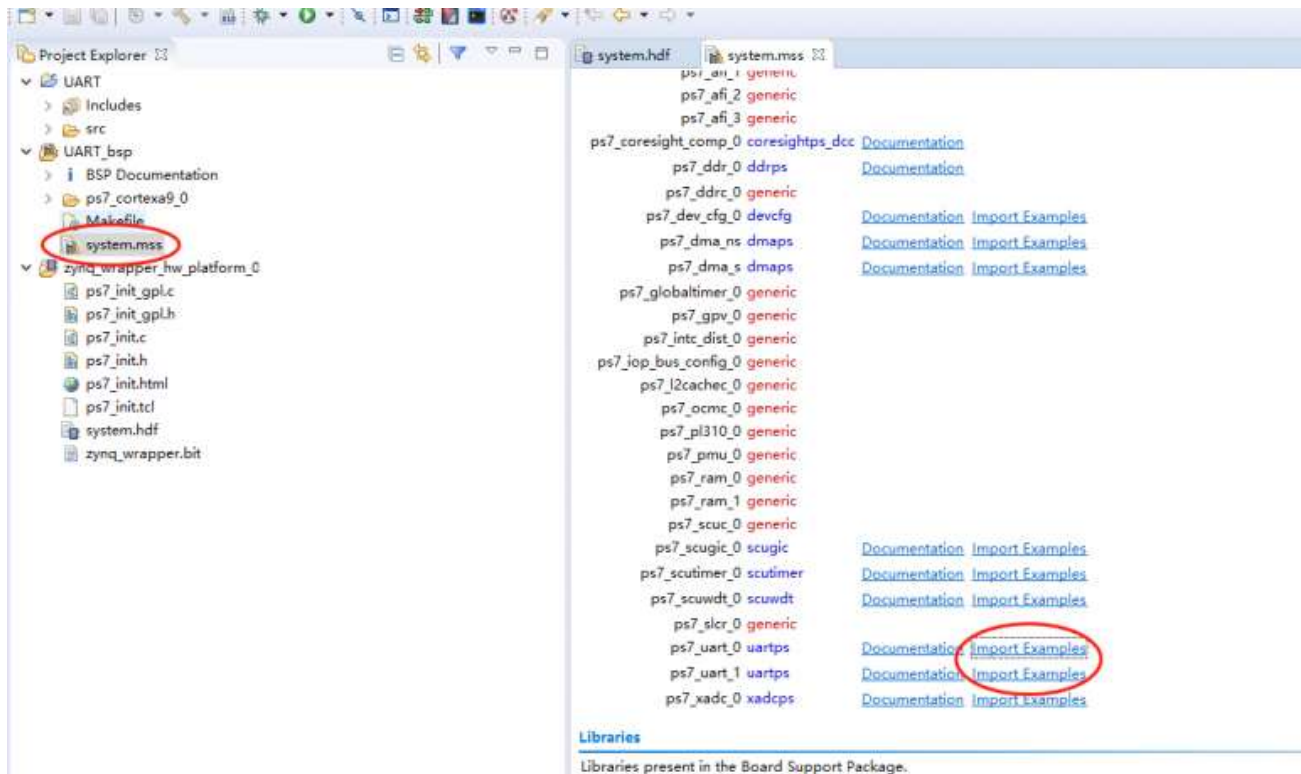 Project Explorer
UART
Includes
src
UART_bsp
BSP Documentation
ps7_cortexa9_0
Makefile
system.mss
zynq_wrapper_hw_platform_0
ps7_init_gpl.c
ps7_init_gpl.h
ps7_init.c
ps7_init.h
ps7_init.html
ps7_init.tcl
system.hdf
zynq_wrapper.bit
system.hdf system.mss
ps7_afi_1 generic
ps7_afi_2 generic
ps7_afi_3 generic
ps7_coresight_comp_0 coresightps_dcc Documentation
ps7_ddr_0 ddrps Documentation
ps7_ddrc_0 generic
ps7_dev_cfg_0 devcfg Documentation Import Examples
ps7_dma_ns dmaps Documentation Import Examples
ps7_dma_s dmaps Documentation Import Examples
ps7_globaltimer_0 generic
ps7_gpv_0 generic
ps7_intc_dist_0 generic
ps7_iop_bus_config_0 generic
ps7_l2cachec_0 generic
ps7_ocmc_0 generic
ps7_pl310_0 generic
ps7_pmu_0 generic
ps7_ram_0 generic
ps7_ram_1 generic
ps7_scuc_0 generic
ps7_scugic_0 scugic Documentation Import Examples
ps7_scutimer_0 scutimer Documentation Import Examples
ps7_scuwdt_0 scuwdt Documentation Import Examples
ps7_slcr_0 generic
ps7_uart_0 uartps Documentation Import Examples
ps7_uart_1 uartps Documentation Import Examples
ps7_xadc_0 xadcps Documentation Import Examples
Libraries
Libraries present in the Board Support Package.